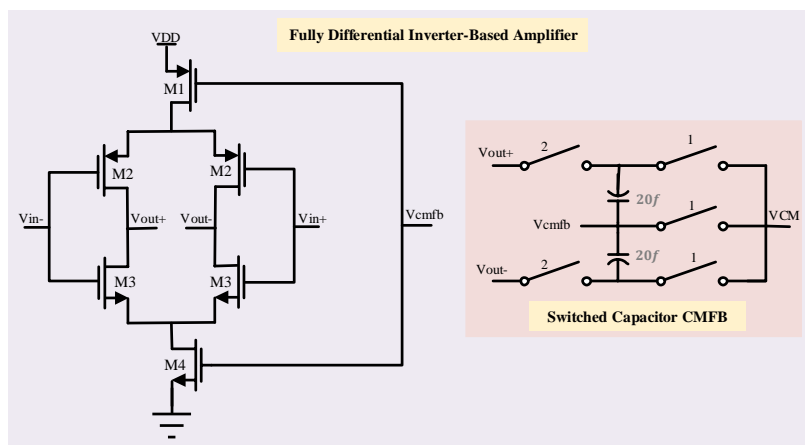 Fully Differential Inverter-Based Amplifier
VDD
M1
M2
M2
Vin-
Vout+
Vout-
Vin+
Vcmfb
M3
M3
M4
2
1
Vout+
20f
1
Vcmfb
VCM
20f
2
1
Vout-
Switched Capacitor CMFB